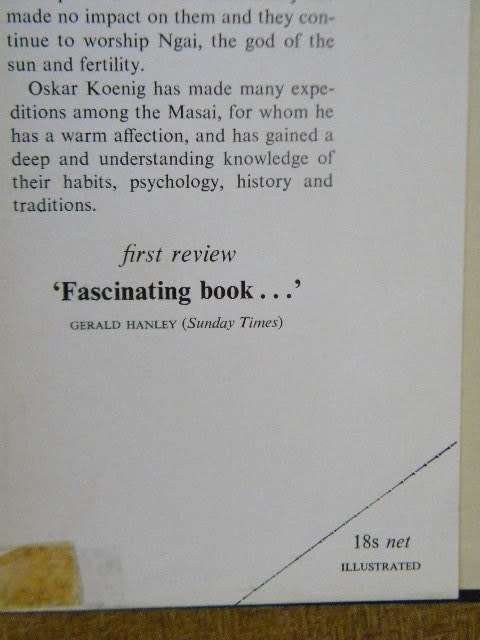 made no impact on them and they con-
tinue to worship Ngai, the god of the
sun and fertility.
Oskar Koenig has made many expe-
ditions among the Masai, for whom he
has a warm affection, and has gained a
deep and understanding knowledge of
their habits, psychology, history and
traditions.
first review
‘Fascinating book . . .’
GERALD HANLEY (Sunday Times)
18s net
ILLUSTRATED